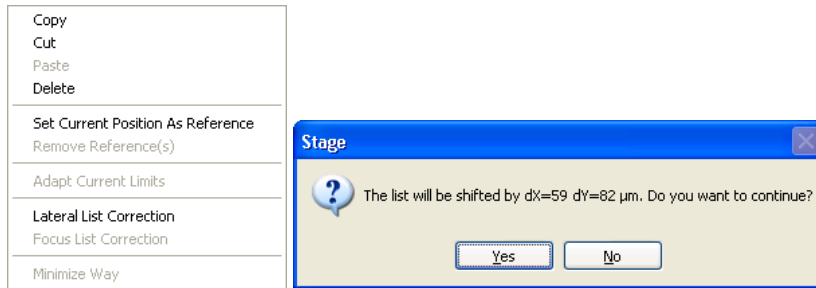 Copy
Cut
Paste
Delete
Set Current Position As Reference
Remove Reference(s)
Adapt Current Limits
Lateral List Correction
Focus List Correction
Minimize Way
Stage
The list will be shifted by dX=59 dY=82 µm. Do you want to continue?
Yes No